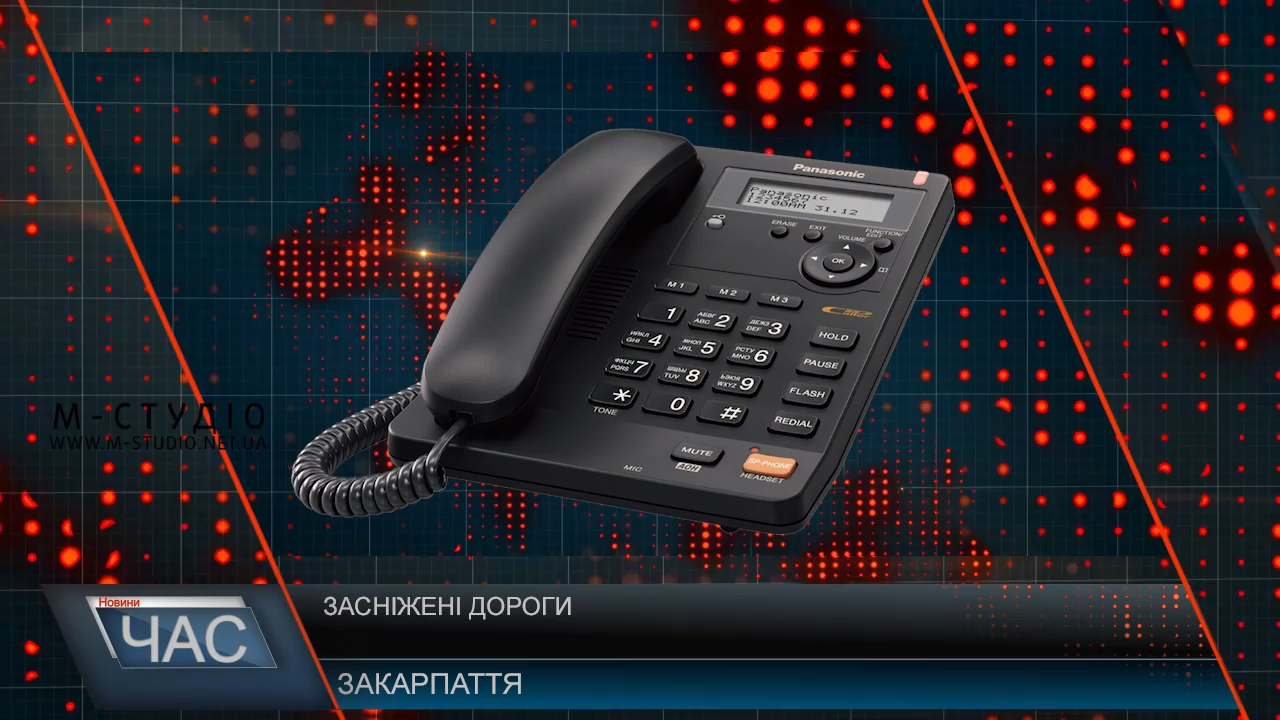 Panasonic
Panasonic
12:00AM 31.12
ERASE
EXIT
VOLUME
FUNCTION/
EDIT
OK
M 1
M 2
M 3
1
АБВГ
ABC 2
ДЕЖЗ
DEF 3
HOLD
ИЙКЛ
GHI 4
МНОП
JKL 5
РСТУ
MNO 6
PAUSE
ФХЦЧ
PQRS 7
ШЩЪЫ
TUV 8
ЬЭЮЯ
WXYZ 9
FLASH
*
0
#
REDIAL
TONE
MUTE
АОН
MIC
SP-PHONE
HEADSET
М-СТУДІО
WWW.M-STUDIO.NET.UA
Новини
ЧАС
ЗАСНІЖЕНІ ДОРОГИ
ЗАКАРПАТТЯ